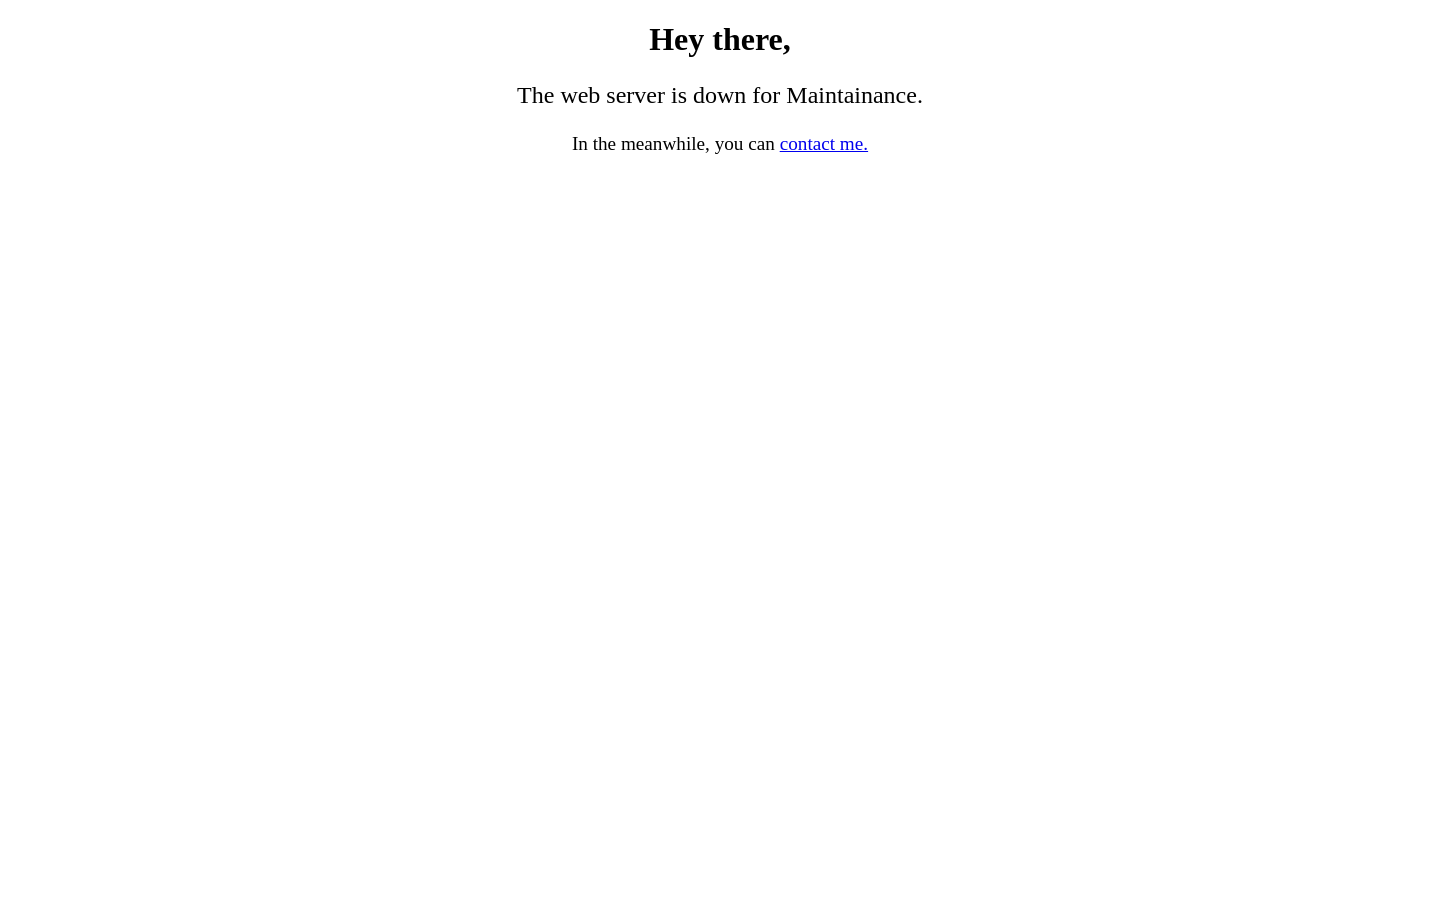 Hey there,
The web server is down for Maintainance.
In the meanwhile, you can contact me.